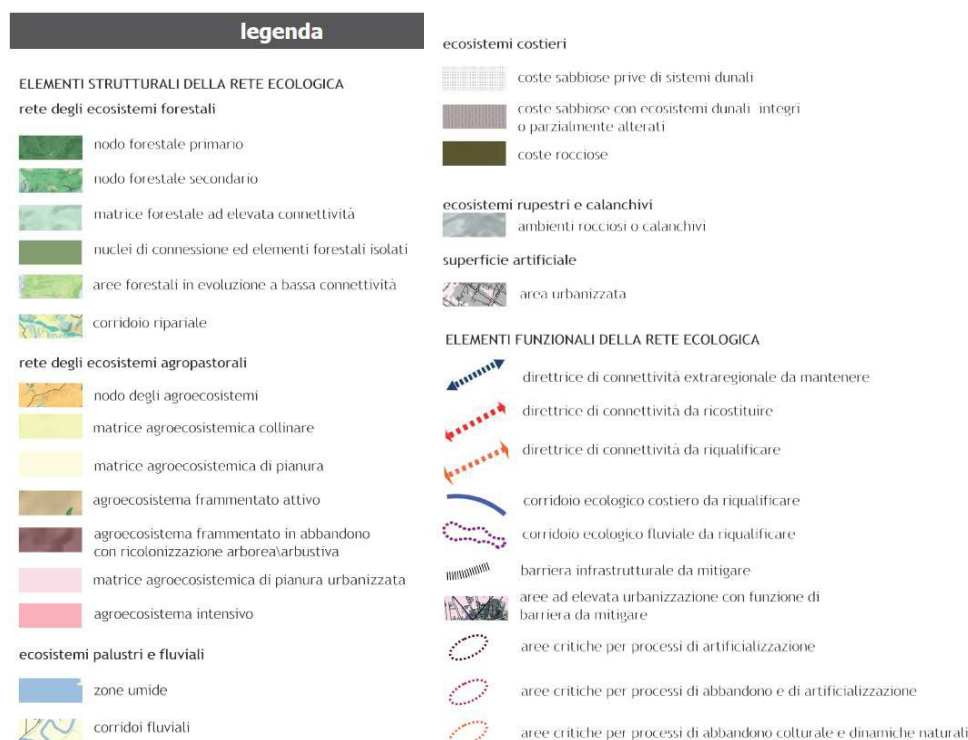 legenda
ELEMENTI STRUTTURALI DELLA RETE ECOLOGICA
rete degli ecosistemi forestali
nodo forestale primario
nodo forestale secondario
matrice forestale ad elevata connettività
nuclei di connessione ed elementi forestali isolati
aree forestali in evoluzione a bassa connettività
corridoio ripariale
rete degli ecosistemi agropastorali
nodo degli agroecosistemi
matrice agroecosistemica collinare
matrice agroecosistemica di pianura
agroecosistema frammentato attivo
agroecosistema frammentato in abbandono
con ricolonizzazione arborea\arbustiva
matrice agroecosistemica di pianura urbanizzata
agroecosistema intensivo
ecosistemi palustri e fluviali
zone umide
corridoi fluviali
ecosistemi costieri
coste sabbiose prive di sistemi dunali
coste sabbiose con ecosistemi dunali integri
o parzialmente alterati
coste rocciose
ecosistemi rupestri e calanchivi
ambienti rocciosi o calanchivi
superficie artificiale
area urbanizzata
ELEMENTI FUNZIONALI DELLA RETE ECOLOGICA
direttrice di connettività extraregionale da mantenere
direttrice di connettività da ricostituire
direttrice di connettività da riqualificare
corridoio ecologico costiero da riqualificare
corridoio ecologico fluviale da riqualificare
barriera infrastrutturale da mitigare
aree ad elevata urbanizzazione con funzione di
barriera da mitigare
aree critiche per processi di artificializzazione
aree critiche per processi di abbandono e di artificializzazione
aree critiche per processi di abbandono colturale e dinamiche naturali